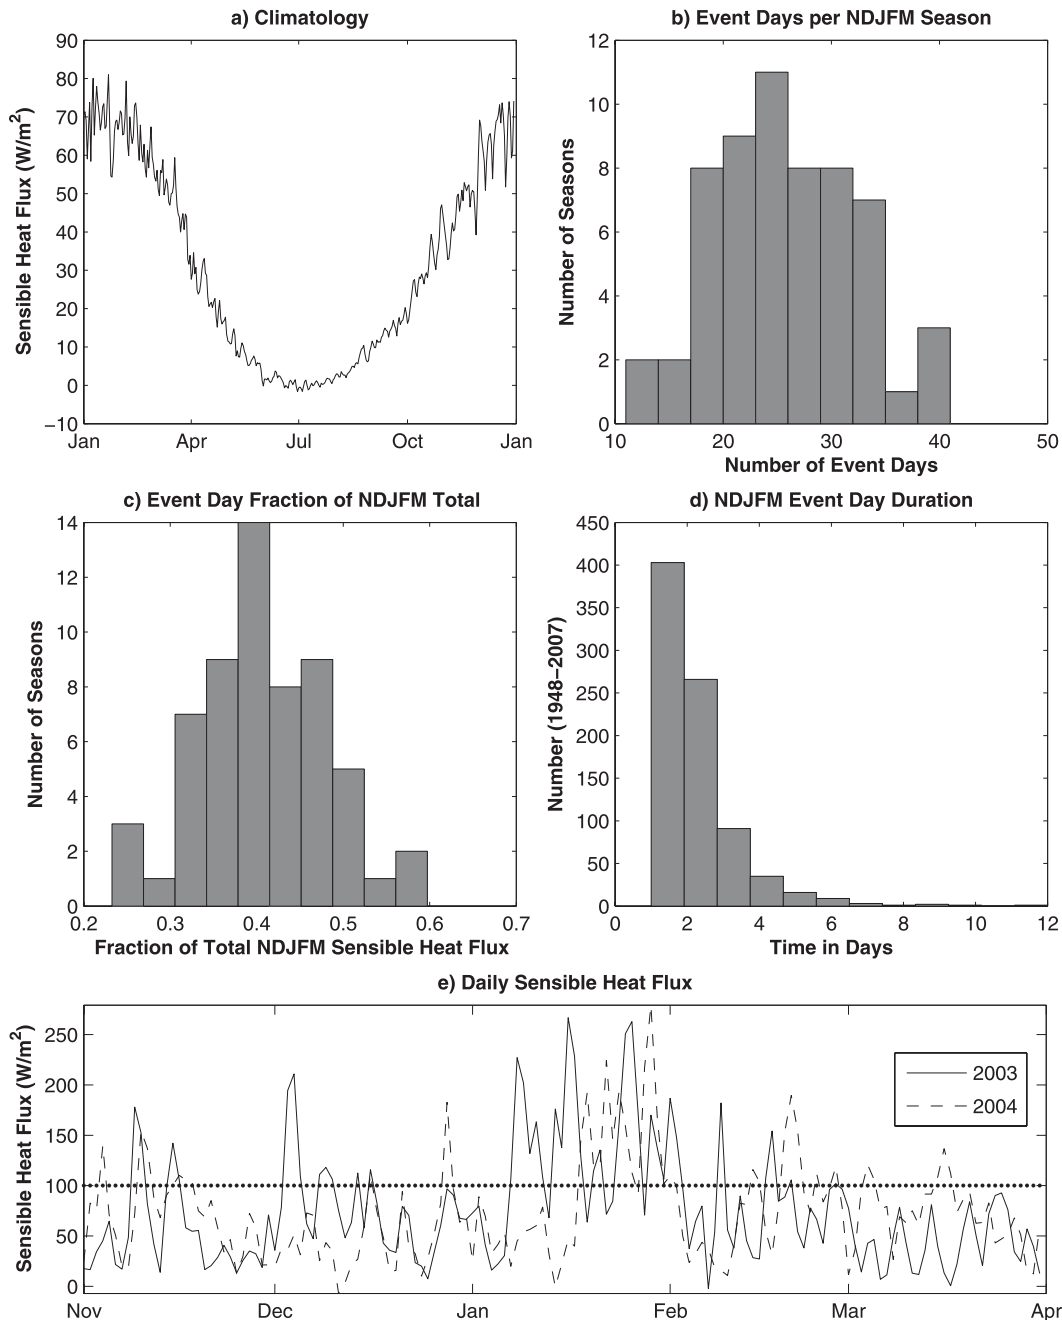 a) Climatology
Sensible Heat Flux (W/m²)
90
80
70
60
50
40
30
20
10
0
−10
Jan
Apr
Jul
Oct
Jan
b) Event Days per NDJFM Season
Number of Seasons
12
10
8
6
4
2
0
10
20
30
40
50
Number of Event Days
c) Event Day Fraction of NDJFM Total
Number of Seasons
14
12
10
8
6
4
2
0
0.2
0.3
0.4
0.5
0.6
0.7
Fraction of Total NDJFM Sensible Heat Flux
d) NDJFM Event Day Duration
Number (1948−2007)
450
400
350
300
250
200
150
100
50
0
0
2
4
6
8
10
12
Time in Days
e) Daily Sensible Heat Flux
Sensible Heat Flux (W/m²)
250
200
150
100
50
0
2003
2004
Nov
Dec
Jan
Feb
Mar
Apr